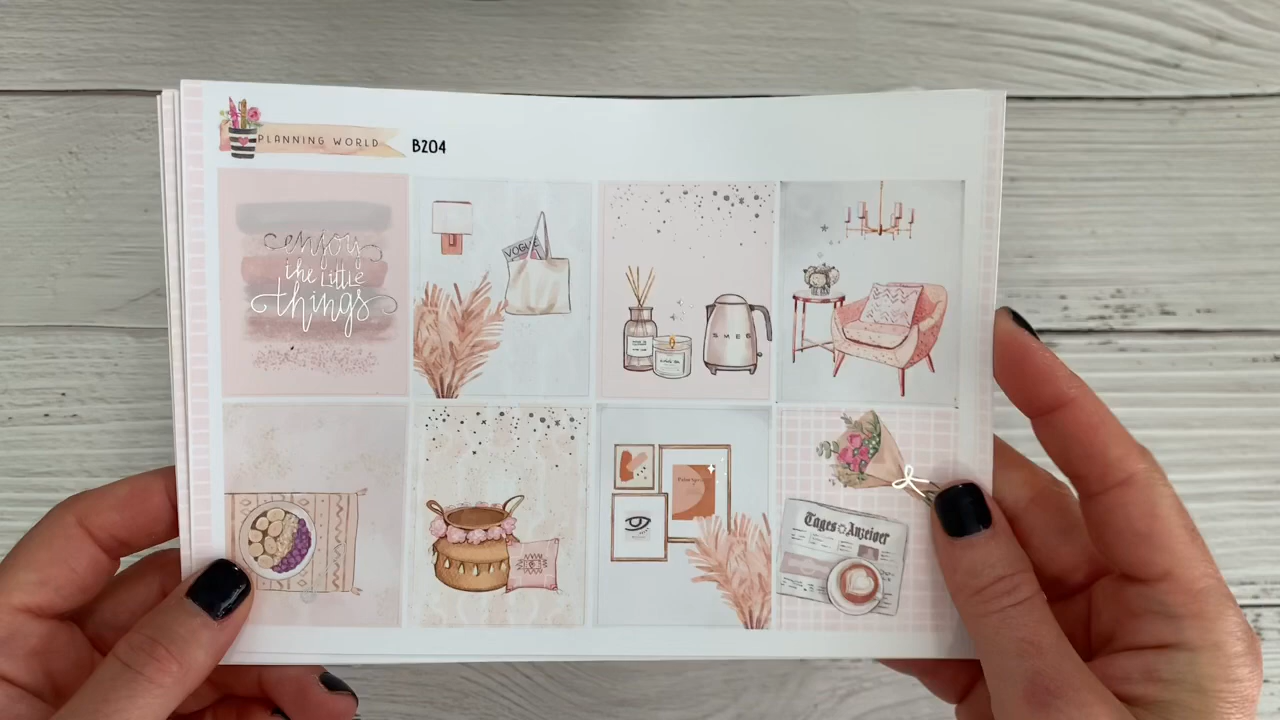 PLANNING WORLD
B204
enjoy
the little
things
VOGUE
SMEG
Tages Anzeiger